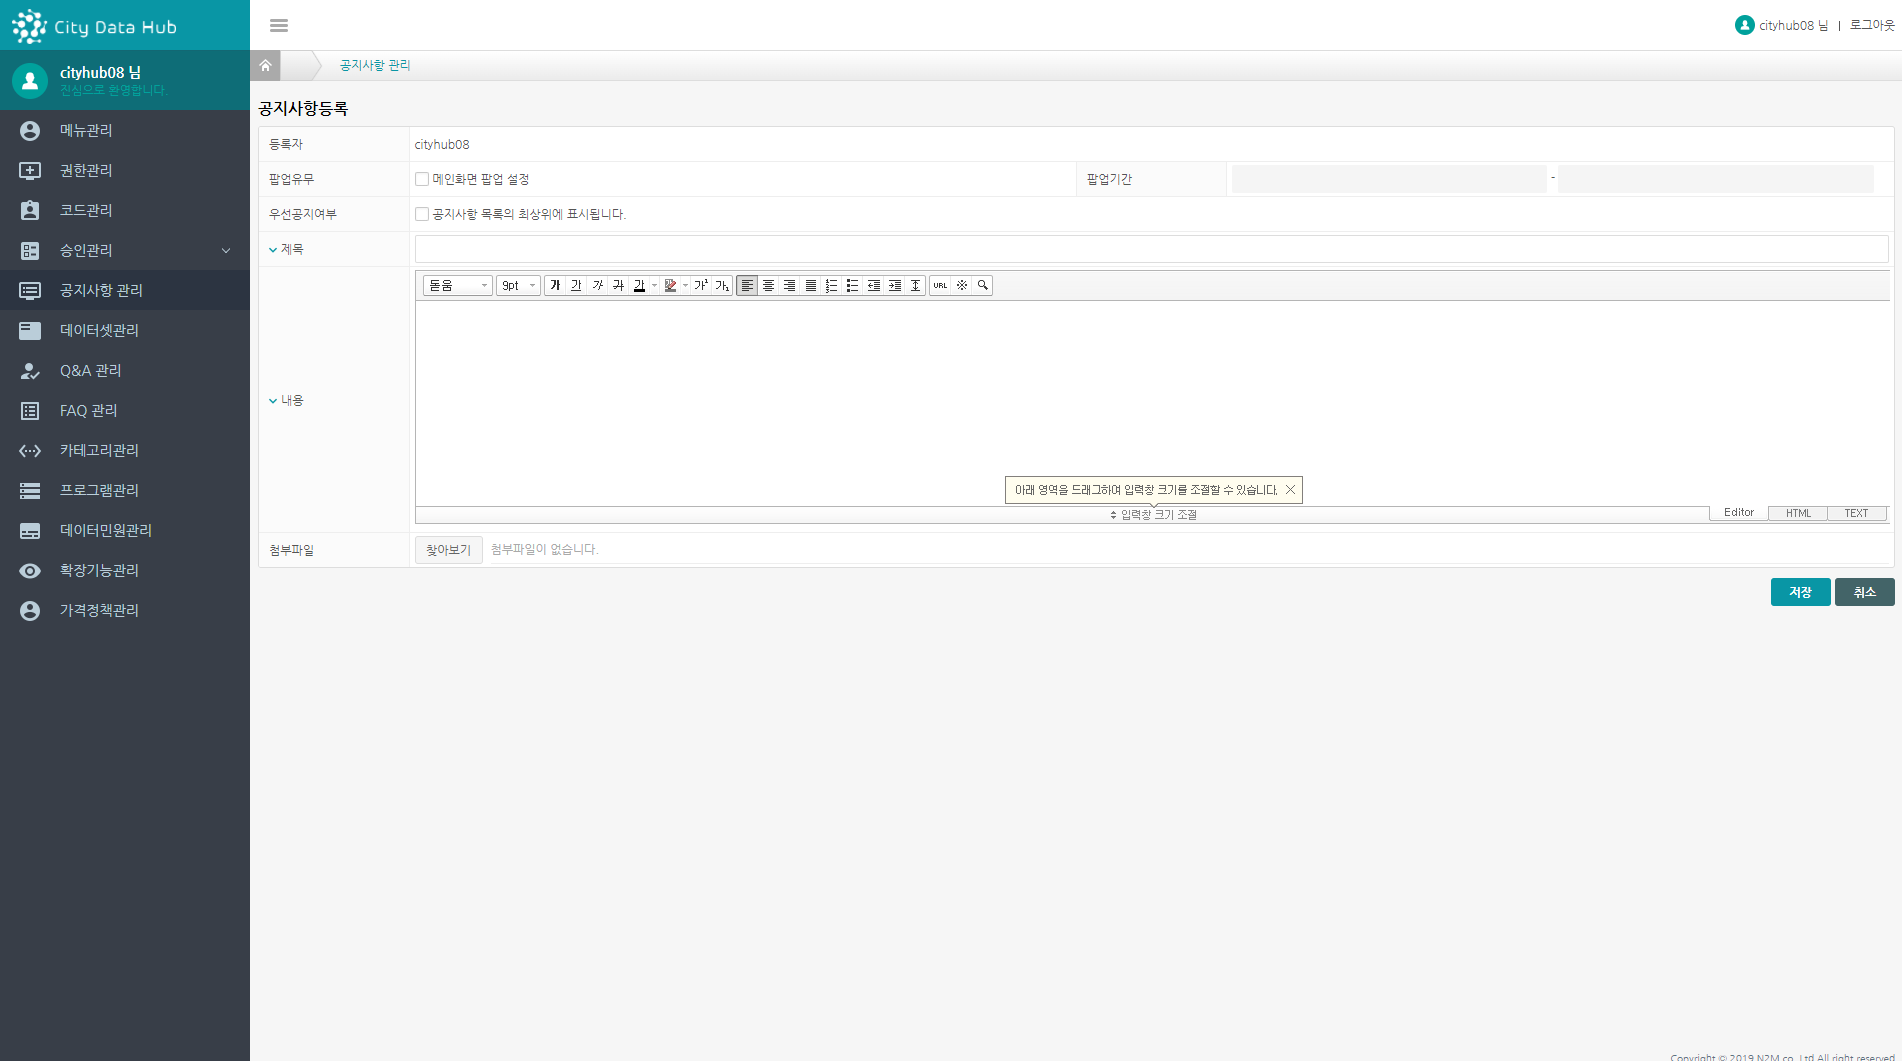 City Data Hub
cityhub08 님 | 로그아웃
cityhub08 님
진심으로 환영합니다.
공지사항 관리
메뉴관리
권한관리
코드관리
승인관리
공지사항 관리
데이터셋관리
Q&A 관리
FAQ 관리
카테고리관리
프로그램관리
데이터민원관리
확장기능관리
가격정책관리
공지사항등록
등록자 cityhub08
팝업유무 메인화면 팝업 설정 팝업기간 -
우선공지여부 공지사항 목록의 최상위에 표시됩니다.
제목
돋움 9pt 가 가 가 가 가 가² 가₁ URL ※
내용
아래 영역을 드래그하여 입력창 크기를 조절할 수 있습니다.
입력창 크기 조절 Editor HTML TEXT
첨부파일 찾아보기 첨부파일이 없습니다.
저장 취소
Copyright © 2019 N2M co. Ltd All right reserved